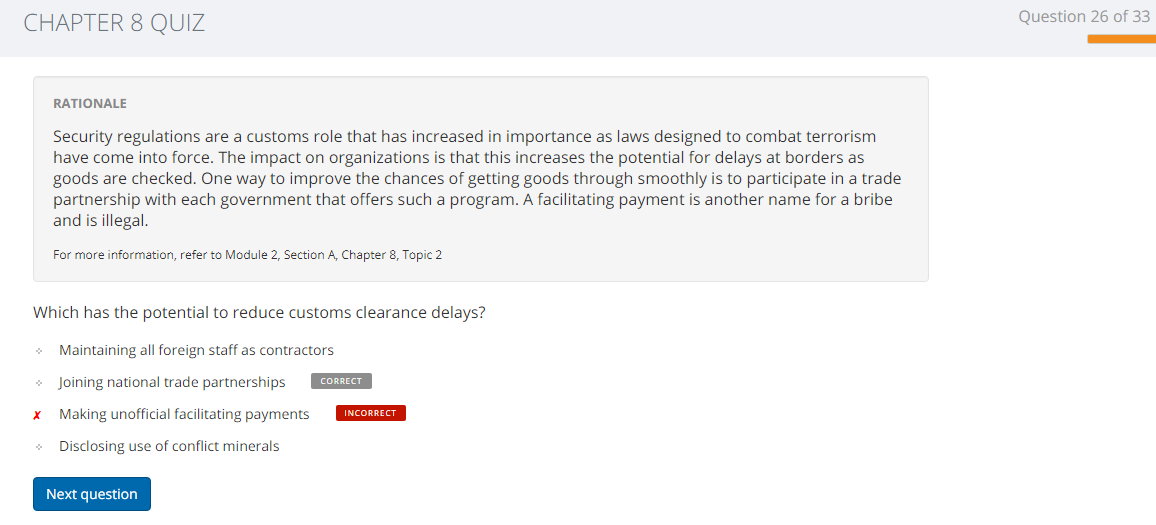 CHAPTER 8 QUIZ
Question 26 of 33
RATIONALE
Security regulations are a customs role that has increased in importance as laws designed to combat terrorism
have come into force. The impact on organizations is that this increases the potential for delays at borders as
goods are checked. One way to improve the chances of getting goods through smoothly is to participate in a trade
partnership with each government that offers such a program. A facilitating payment is another name for a bribe
and is illegal.
For more information, refer to Module 2, Section A, Chapter 8, Topic 2
Which has the potential to reduce customs clearance delays?
Maintaining all foreign staff as contractors
Joining national trade partnerships CORRECT
Making unofficial facilitating payments INCORRECT
Disclosing use of conflict minerals
Next question